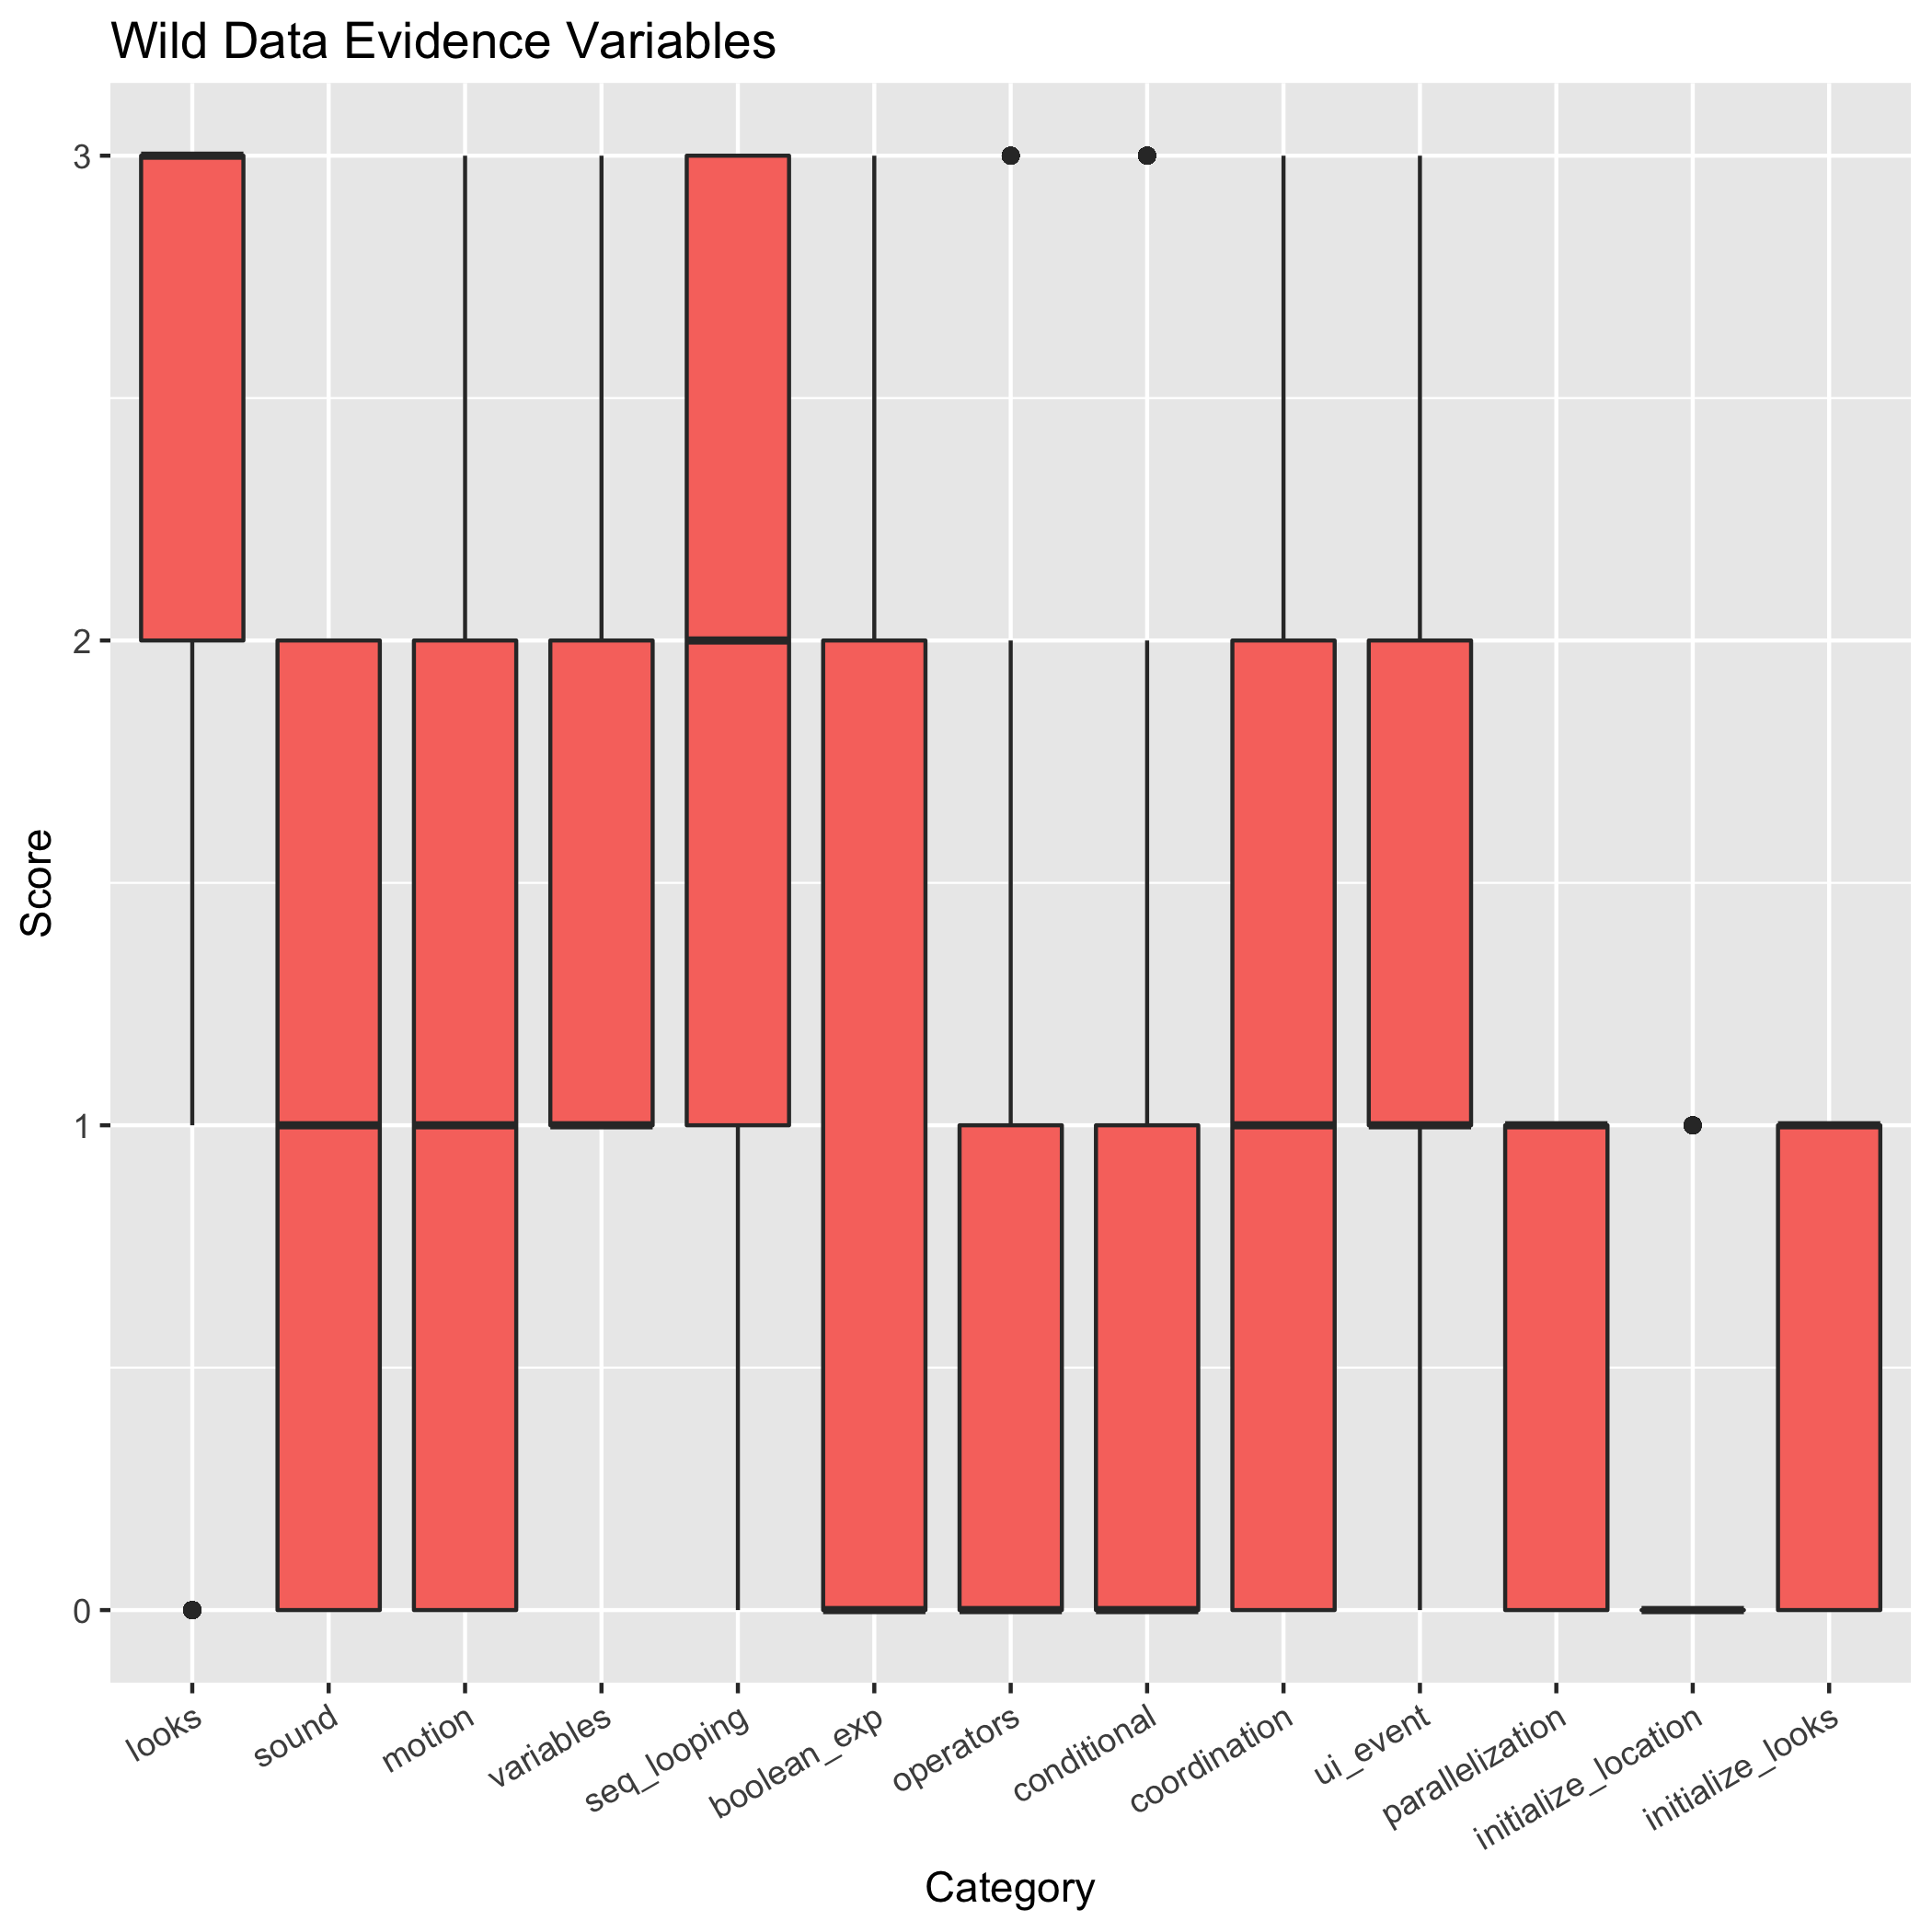 Wild Data Evidence Variables
Score
3
2
1
0
looks
sound
motion
variables
seq_looping
boolean_exp
operators
conditional
coordination
ui_event
parallelization
initialize_location
initialize_looks
Category